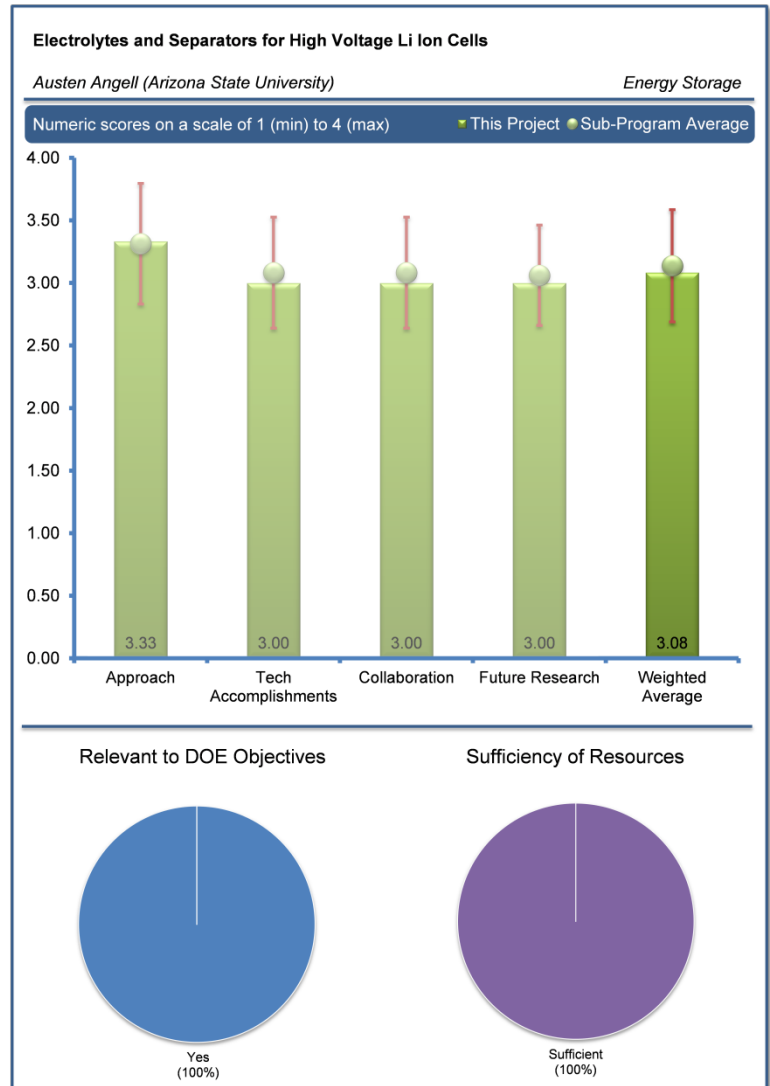 Electrolytes and Separators for High Voltage Li Ion Cells
Austen Angell (Arizona State University) Energy Storage
Numeric scores on a scale of 1 (min) to 4 (max) This Project Sub-Program Average
4.00
3.50
3.00
2.50
2.00
1.50
1.00
0.50
0.00
3.33 3.00 3.00 3.00 3.08
Approach Tech Accomplishments Collaboration Future Research Weighted Average
Relevant to DOE Objectives Sufficiency of Resources
Yes
(100%)
Sufficient
(100%)